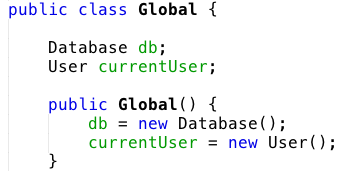 public class Global {
Database db;
User currentUser;
public Global() {
db = new Database();
currentUser = new User();
}